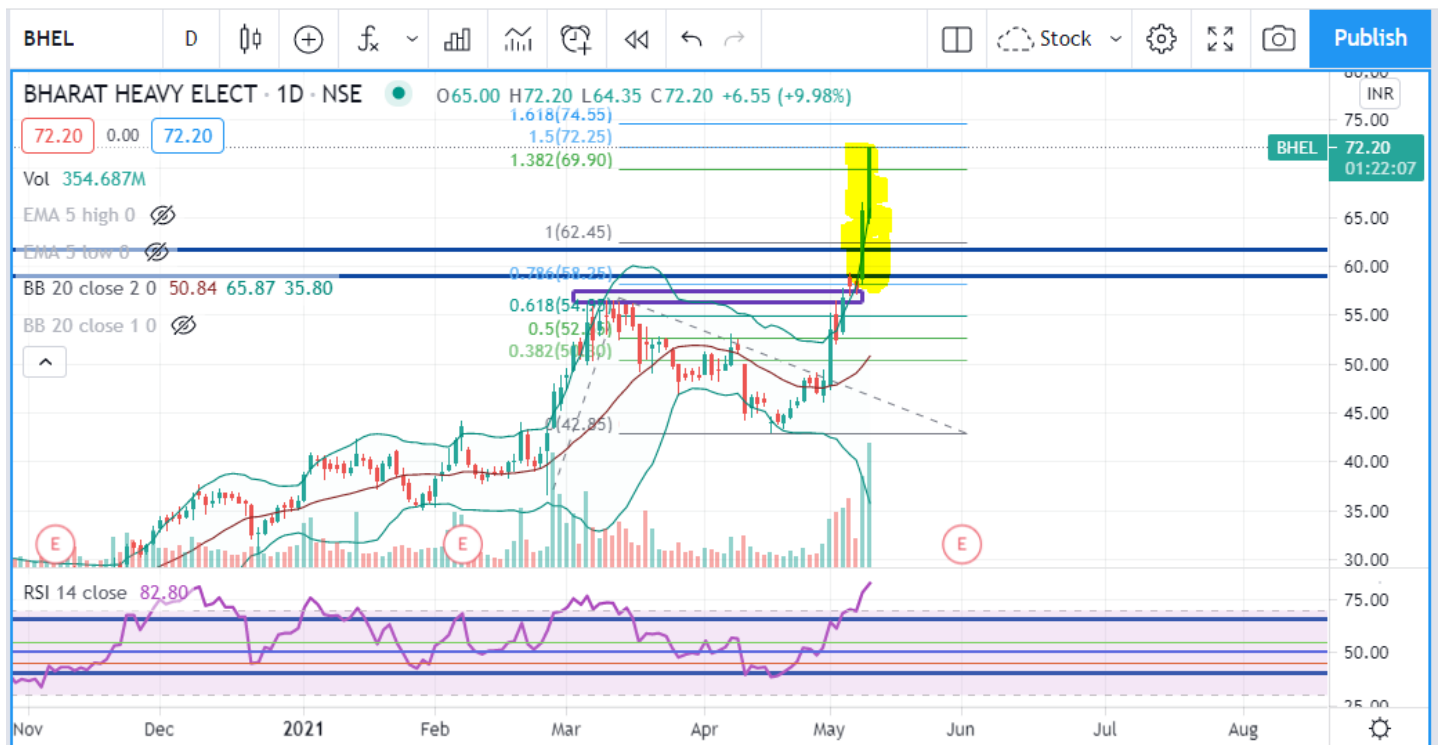 BHEL D Stock Publish
BHARAT HEAVY ELECT · 1D · NSE O65.00 H72.20 L64.35 C72.20 +6.55 (+9.98%)
80.00
INR
1.618(74.55)
75.00
72.20 0.00 72.20
1.5(72.25)
BHEL 72.20
01:22:07
1.382(69.90)
Vol 354.687M
EMA 5 high 0
65.00
1(62.45)
EMA 5 low 0
60.00
0.786(58.25)
BB 20 close 2 0 50.84 65.87 35.80
0.618(54.95)
55.00
BB 20 close 1 0
0.5(52.65)
0.382(50.30)
50.00
45.00
0(42.85)
40.00
35.00
E E E
30.00
RSI 14 close 82.80
75.00
50.00
25.00
Nov Dec 2021 Feb Mar Apr May Jun Jul Aug